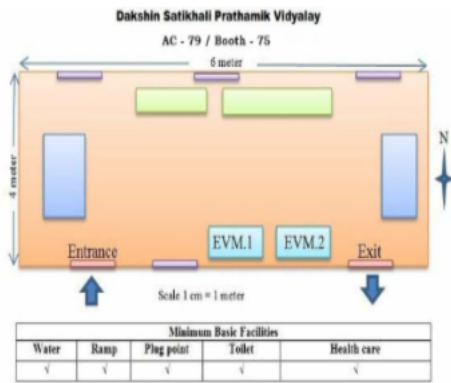 Dakshin Satikhali Prathamik Vidyalay
AC - 79 / Booth - 75
6 meter
4 meter
N
EVM.1 EVM.2
Entrance Exit
Scale 1 cm = 1 meter
Minimum Basic Facilities
Water Ramp Plug point Toilet Health care
√ √ √ √ √